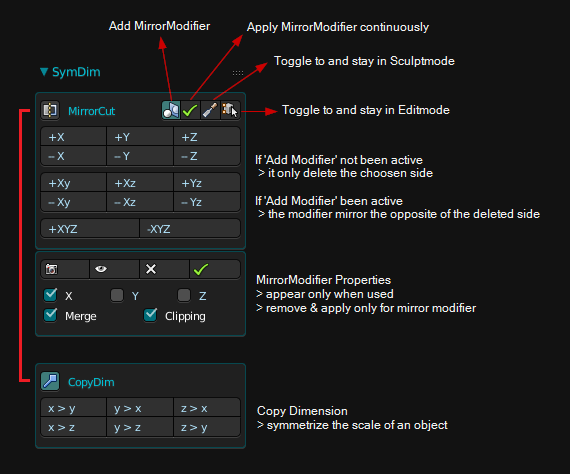 Add MirrorModifier
Apply MirrorModifier continuously
Toggle to and stay in Sculptmode
SymDim
MirrorCut
Toggle to and stay in Editmode
+X +Y +Z
– X – Y – Z
If 'Add Modifier' not been active
> it only delete the choosen side
+Xy +Xz +Yz
– Xy – Xz – Yz
If 'Add Modifier' been active
> the modifier mirror the opposite of the deleted side
+XYZ -XYZ
MirrorModifier Properties
> appear only when used
> remove & apply only for mirror modifier
X Y Z
Merge Clipping
CopyDim
x > y y > x z > x
x > z y > z z > y
Copy Dimension
> symmetrize the scale of an object